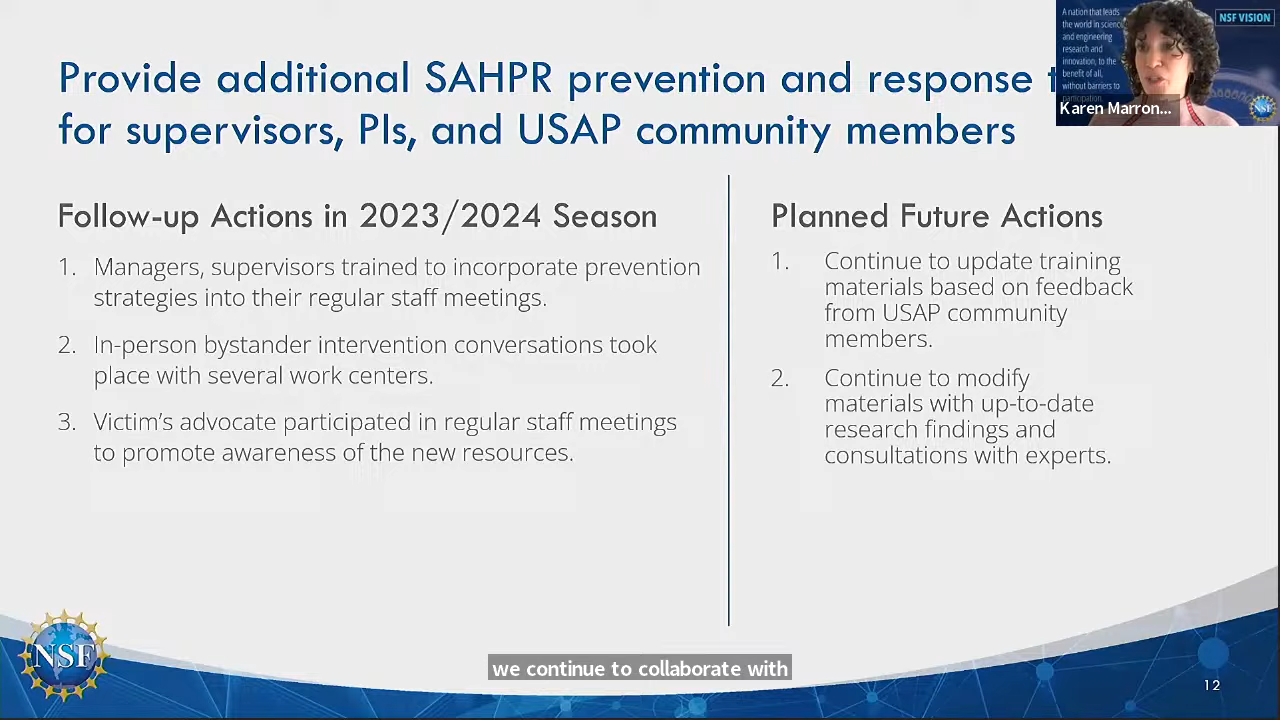 Provide additional SAHPR prevention and response
for supervisors, PIs, and USAP community members
A nation that leads
the world in science
and engineering
research and
innovation, to the
benefit of all,
without barriers to
participation.
NSF VISION
Karen Marron...
Follow-up Actions in 2023/2024 Season
1. Managers, supervisors trained to incorporate prevention
strategies into their regular staff meetings.
2. In-person bystander intervention conversations took
place with several work centers.
3. Victim's advocate participated in regular staff meetings
to promote awareness of the new resources.
Planned Future Actions
1. Continue to update training
materials based on feedback
from USAP community
members.
2. Continue to modify
materials with up-to-date
research findings and
consultations with experts.
NSF
we continue to collaborate with
12